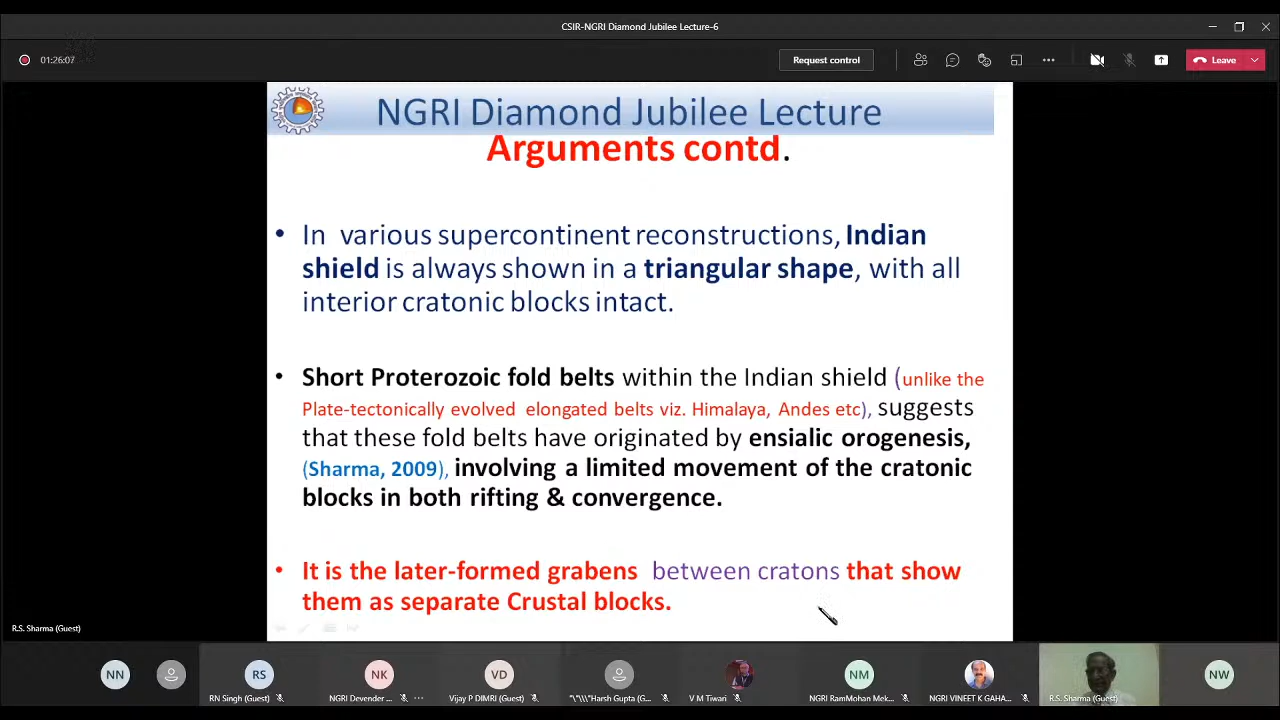 CSIR-NGRI Diamond Jubilee Lecture-6
01:26:07
Request control
Leave
NGRI Diamond Jubilee Lecture
Arguments contd.
• In various supercontinent reconstructions, Indian
shield is always shown in a triangular shape, with all
interior cratonic blocks intact.
• Short Proterozoic fold belts within the Indian shield (unlike the
Plate-tectonically evolved elongated belts viz. Himalaya, Andes etc), suggests
that these fold belts have originated by ensialic orogenesis,
(Sharma, 2009), involving a limited movement of the cratonic
blocks in both rifting & convergence.
• It is the later-formed grabens between cratons that show
them as separate Crustal blocks.
R.S. Sharma (Guest)
NN
RS
NK
VD
NM
NW
RN Singh (Guest)
NGRI Devender ...
Vijay P DIMRI (Guest)
"\"\\\"Harsh Gupta (G...
V M Tiwari
NGRI RamMohan Mek...
NGRI VINEET K GAHA...
R.S. Sharma (Guest)